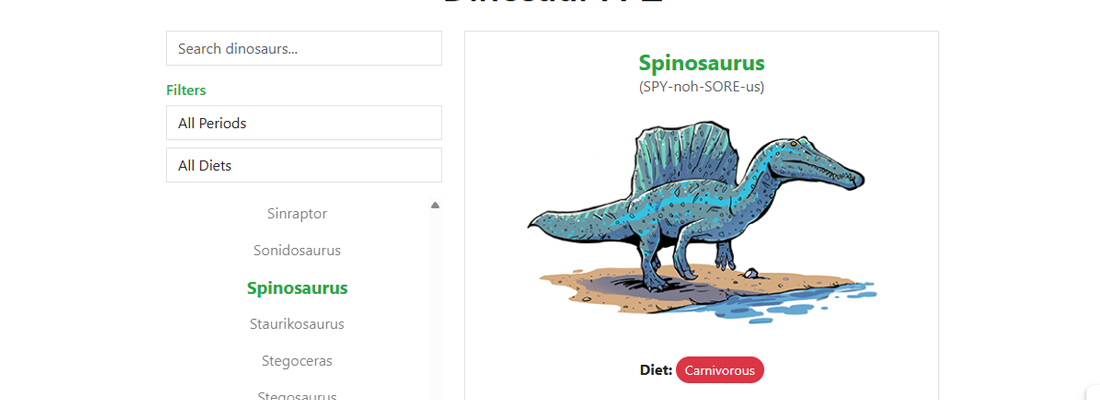 Search dinosaurs...
Filters
All Periods
All Diets
Sinraptor
Sonidosaurus
Spinosaurus
Staurikosaurus
Stegoceras
Stegosaurus
Spinosaurus
(SPY-noh-SORE-us)
Diet: Carnivorous